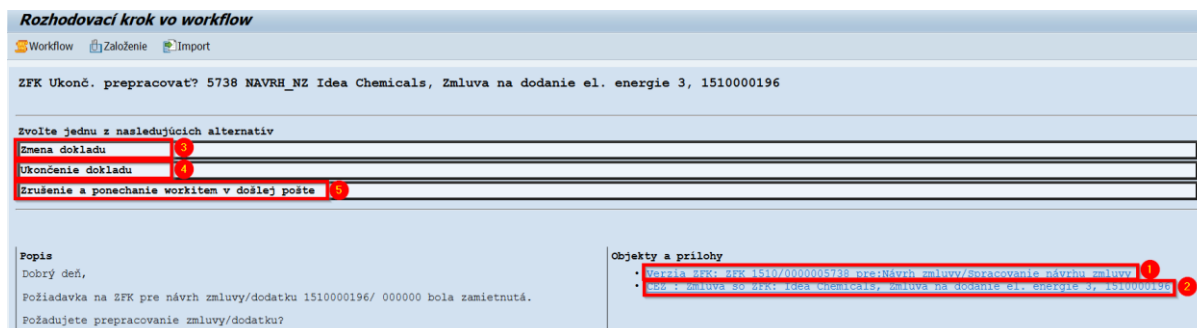 Rozhodovací krok vo workflow
Workflow Založenie Import
ZFK Ukonč. prepracovať? 5738 NAVRH_NZ Idea Chemicals, Zmluva na dodanie el. energie 3, 1510000196
Zvoľte jednu z nasledujúcich alternatív
Zmena dokladu 3
Ukončenie dokladu 4
Zrušenie a ponechanie workitem v došlej pošte 5
Popis
Dobrý deň,
Požiadavka na ZFK pre návrh zmluvy/dodatku 1510000196/ 000000 bola zamietnutá.
Požadujete prepracovanie zmluvy/dodatku?
Objekty a prílohy
• Verzia ZFK: ZFK 1510/0000005738 pre:Návrh zmluvy/Spracovanie návrhu zmluvy 1
• CEZ : Zmluva so ZFK: Idea Chemicals, Zmluva na dodanie el. energie 3, 1510000196 2